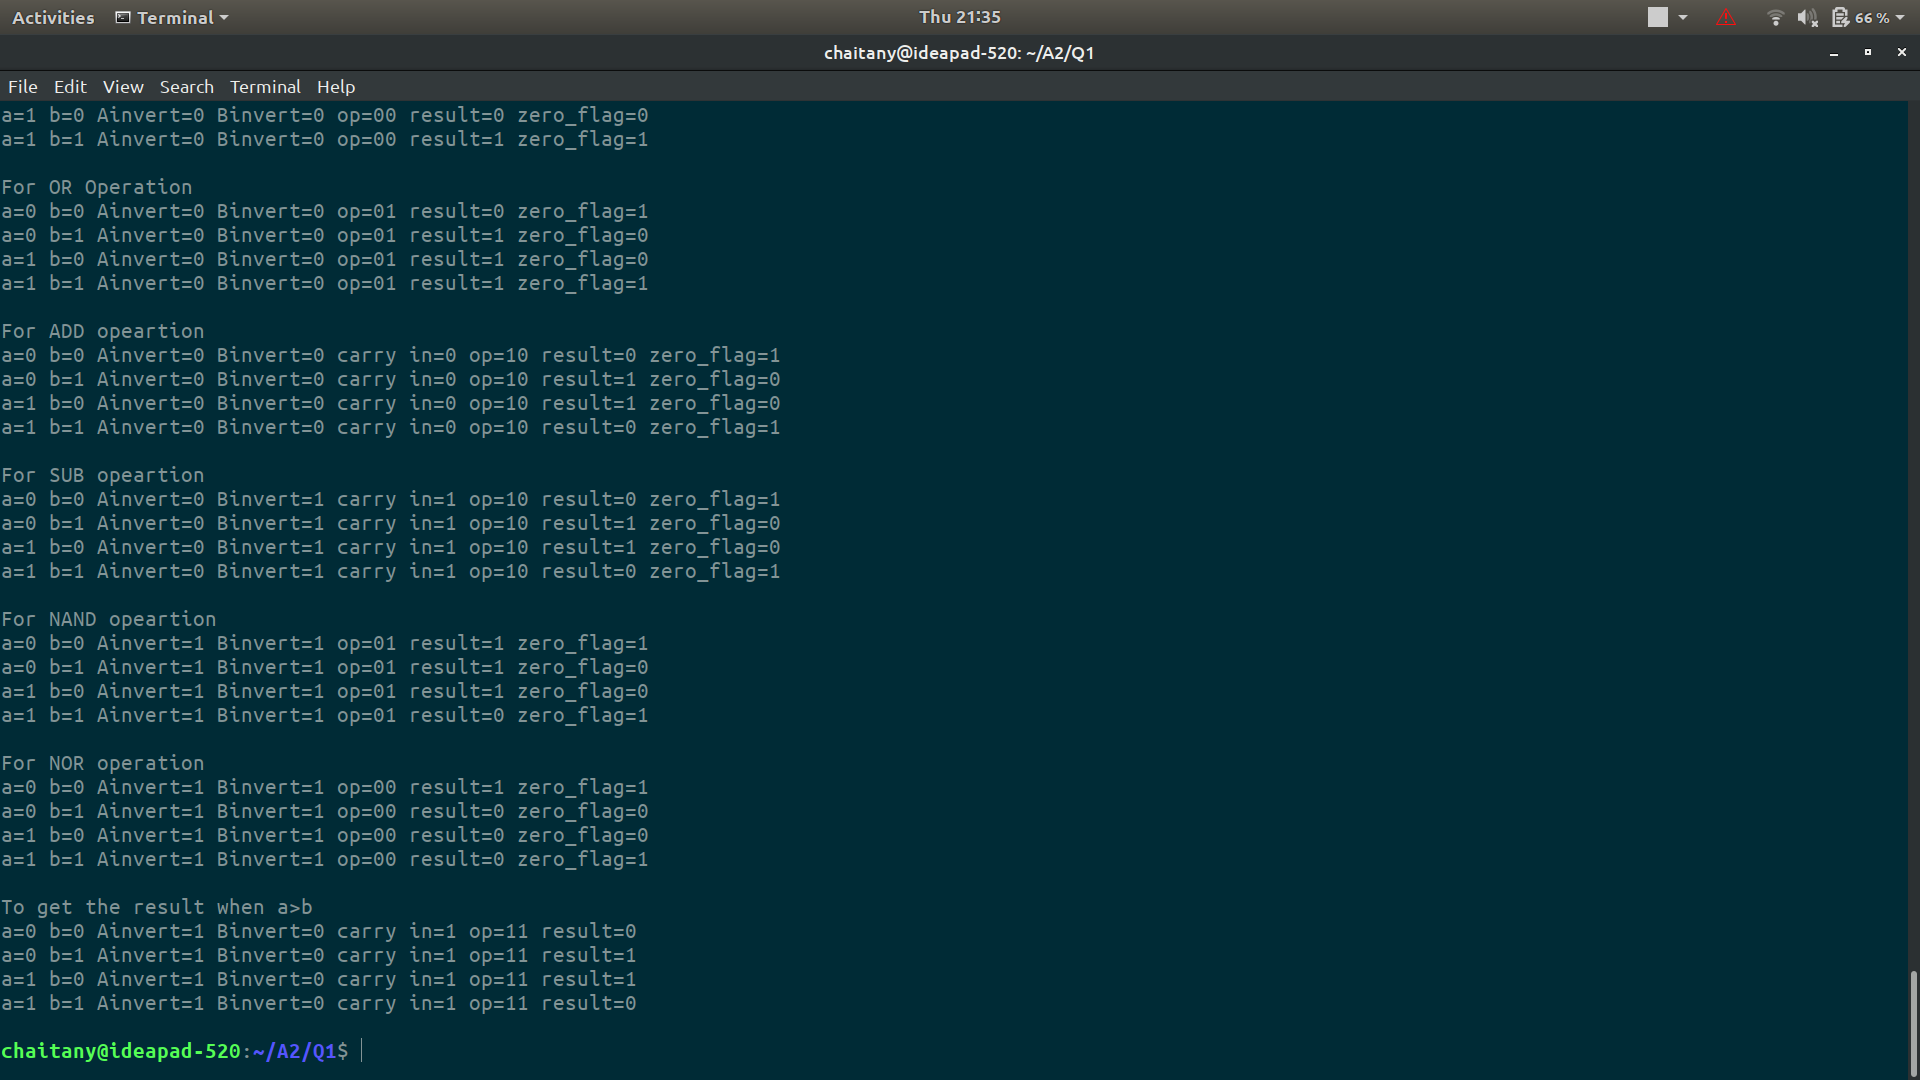 Activities Terminal Thu 21:35 66 %
chaitany@ideapad-520: ~/A2/Q1
File Edit View Search Terminal Help
a=1 b=0 Ainvert=0 Binvert=0 op=00 result=0 zero_flag=0
a=1 b=1 Ainvert=0 Binvert=0 op=00 result=1 zero_flag=1
For OR Operation
a=0 b=0 Ainvert=0 Binvert=0 op=01 result=0 zero_flag=1
a=0 b=1 Ainvert=0 Binvert=0 op=01 result=1 zero_flag=0
a=1 b=0 Ainvert=0 Binvert=0 op=01 result=1 zero_flag=0
a=1 b=1 Ainvert=0 Binvert=0 op=01 result=1 zero_flag=1
For ADD opeartion
a=0 b=0 Ainvert=0 Binvert=0 carry in=0 op=10 result=0 zero_flag=1
a=0 b=1 Ainvert=0 Binvert=0 carry in=0 op=10 result=1 zero_flag=0
a=1 b=0 Ainvert=0 Binvert=0 carry in=0 op=10 result=1 zero_flag=0
a=1 b=1 Ainvert=0 Binvert=0 carry in=0 op=10 result=0 zero_flag=1
For SUB opeartion
a=0 b=0 Ainvert=0 Binvert=1 carry in=1 op=10 result=0 zero_flag=1
a=0 b=1 Ainvert=0 Binvert=1 carry in=1 op=10 result=1 zero_flag=0
a=1 b=0 Ainvert=0 Binvert=1 carry in=1 op=10 result=1 zero_flag=0
a=1 b=1 Ainvert=0 Binvert=1 carry in=1 op=10 result=0 zero_flag=1
For NAND opeartion
a=0 b=0 Ainvert=1 Binvert=1 op=01 result=1 zero_flag=1
a=0 b=1 Ainvert=1 Binvert=1 op=01 result=1 zero_flag=0
a=1 b=0 Ainvert=1 Binvert=1 op=01 result=1 zero_flag=0
a=1 b=1 Ainvert=1 Binvert=1 op=01 result=0 zero_flag=1
For NOR operation
a=0 b=0 Ainvert=1 Binvert=1 op=00 result=1 zero_flag=1
a=0 b=1 Ainvert=1 Binvert=1 op=00 result=0 zero_flag=0
a=1 b=0 Ainvert=1 Binvert=1 op=00 result=0 zero_flag=0
a=1 b=1 Ainvert=1 Binvert=1 op=00 result=0 zero_flag=1
To get the result when a>b
a=0 b=0 Ainvert=1 Binvert=0 carry in=1 op=11 result=0
a=0 b=1 Ainvert=1 Binvert=0 carry in=1 op=11 result=1
a=1 b=0 Ainvert=1 Binvert=0 carry in=1 op=11 result=1
a=1 b=1 Ainvert=1 Binvert=0 carry in=1 op=11 result=0
chaitany@ideapad-520:~/A2/Q1$